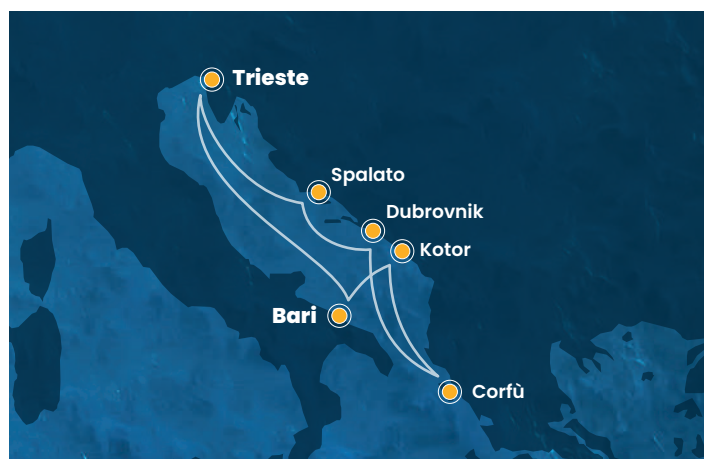 Trieste
Spalato
Dubrovnik
Kotor
Bari
Corfù